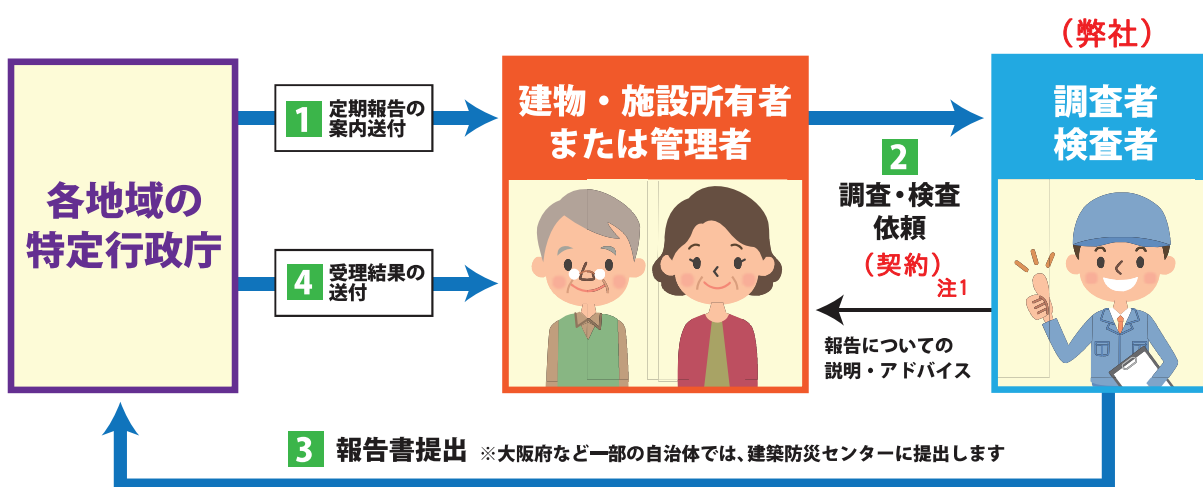 各地域の
特定行政庁
1 定期報告の
案内送付
4 受理結果の
送付
建物・施設所有者
または管理者
2
調査・検査
依頼
（契約）
注1
報告についての
説明・アドバイス
（弊社）
調査者
検査者
3 報告書提出 ※大阪府など一部の自治体では、建築防災センターに提出します